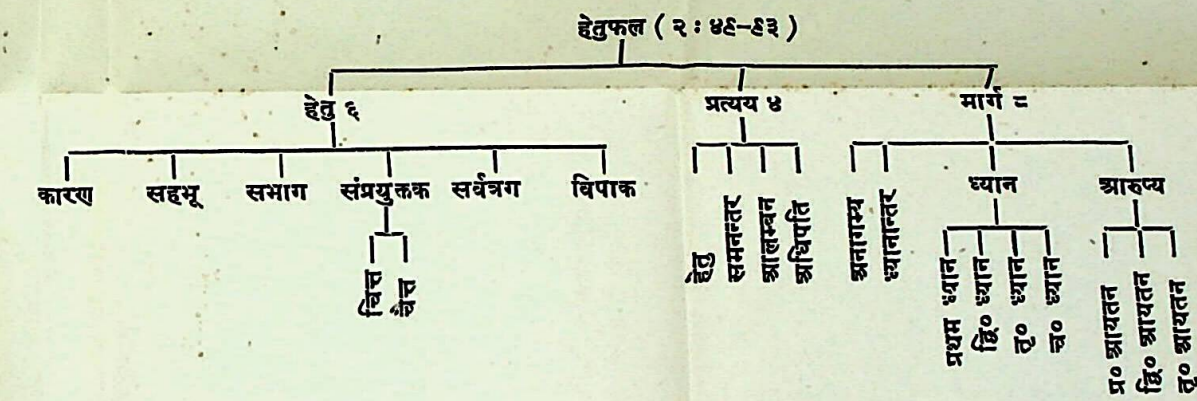 हेतुफल ( २ : ४९-९३ )
हेतु ६ प्रत्यय ४ मार्ग ८
कारण सहभू सभाग संप्रयुक्तक सर्वत्रग विपाक
चित्त
चैत्त
हेतु
समनन्तर
आलम्बन
अधिपति
अनागम्य
ध्यानान्तर
ध्यान
प्रथम ध्यान
द्वि० ध्यान
तृ० ध्यान
च० ध्यान
आरुप्य
प्र० आयतन
द्वि० आयतन
तृ० आयतन